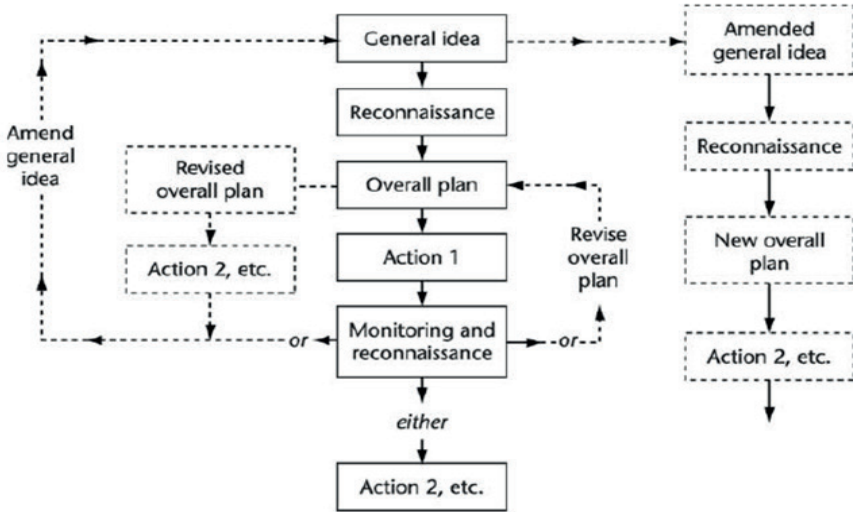 General idea
Amended
general idea
Reconnaissance
Amend
general
idea
Reconnaissance
Revised
overall plan
Overall plan
Revise
overall
plan
New overall
plan
Action 2, etc.
Action 1
or
Monitoring and
reconnaissance
or
Action 2, etc.
either
Action 2, etc.